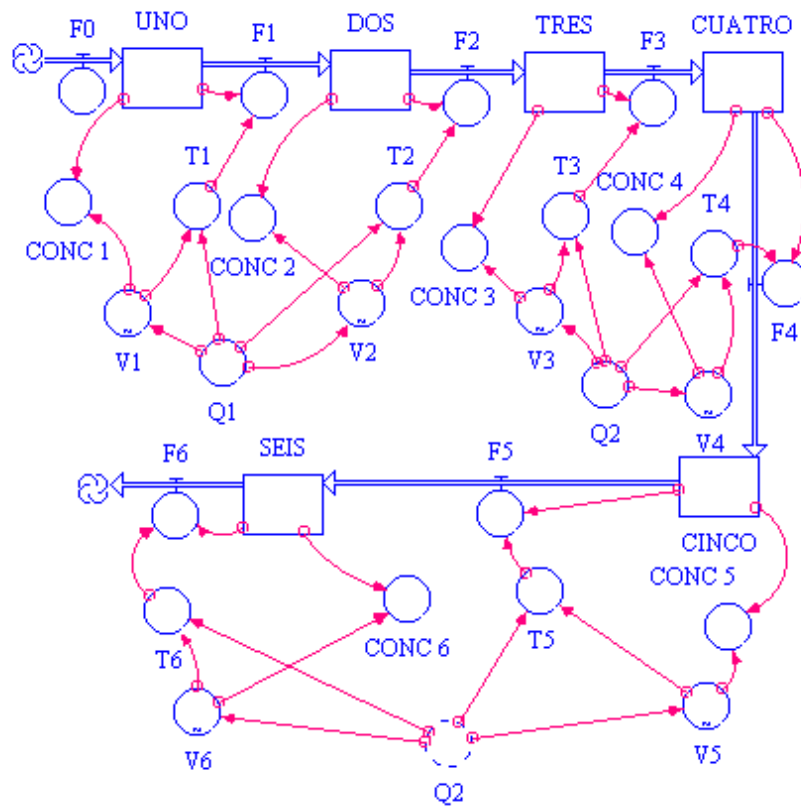 UNO
DOS
TRES
CUATRO
F0
F1
F2
F3
T1
T2
T3
CONC 4
T4
CONC 1
CONC 2
CONC 3
F4
V1
V2
V3
Q1
Q2
V4
F6
SEIS
F5
CINCO
CONC 5
T6
CONC 6
T5
V6
Q2
V5